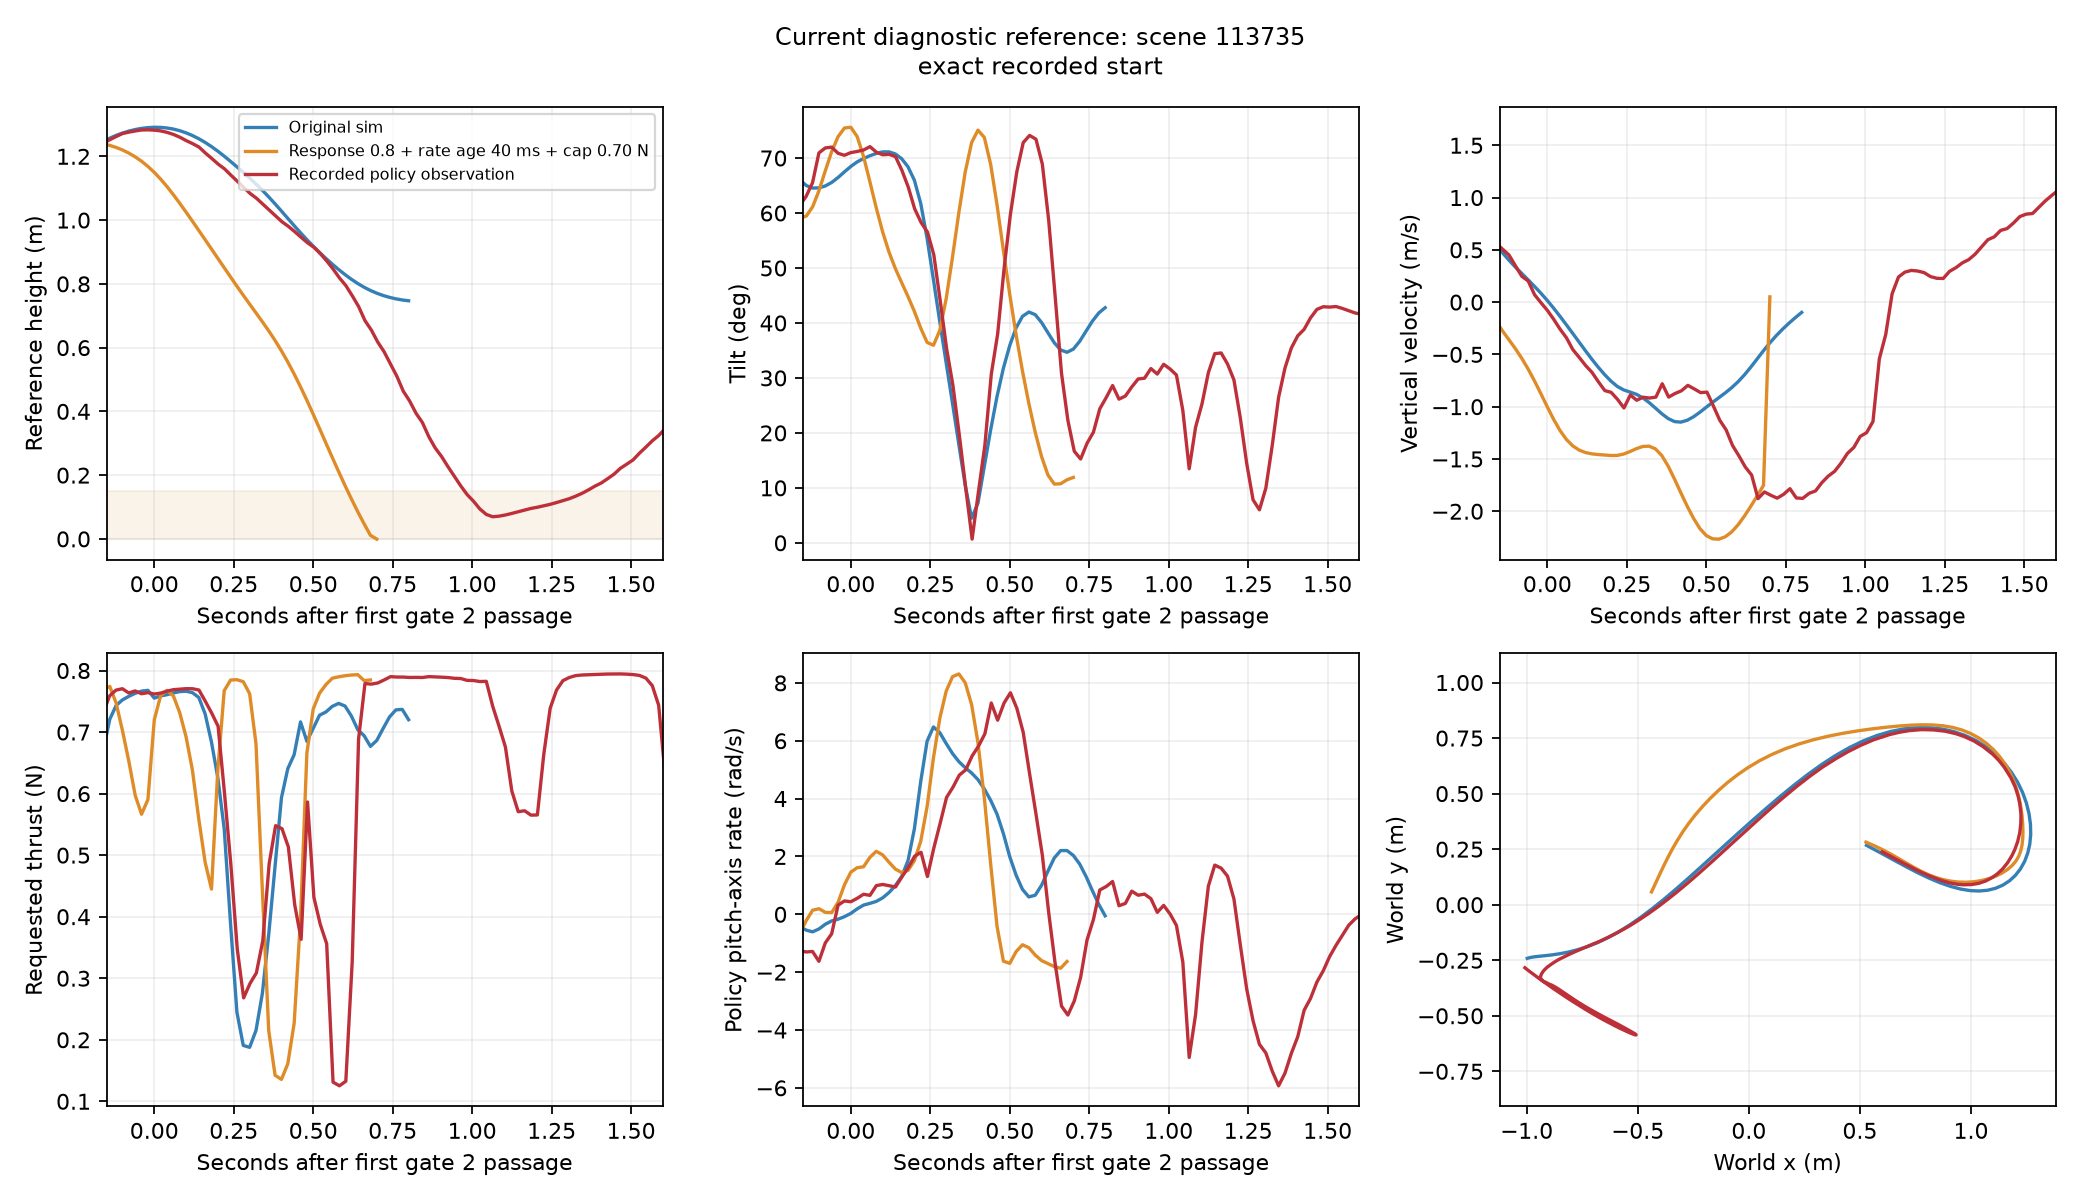 Current diagnostic reference: scene 113735
exact recorded start
Reference height (m)
1.2
1.0
0.8
0.6
0.4
0.2
0.0
Original sim
Response 0.8 + rate age 40 ms + cap 0.70 N
Recorded policy observation
0.00 0.25 0.50 0.75 1.00 1.25 1.50
Seconds after first gate 2 passage
Tilt (deg)
70
60
50
40
30
20
10
0
0.00 0.25 0.50 0.75 1.00 1.25 1.50
Seconds after first gate 2 passage
Vertical velocity (m/s)
1.5
1.0
0.5
0.0
−0.5
−1.0
−1.5
−2.0
0.00 0.25 0.50 0.75 1.00 1.25 1.50
Seconds after first gate 2 passage
Requested thrust (N)
0.8
0.7
0.6
0.5
0.4
0.3
0.2
0.1
0.00 0.25 0.50 0.75 1.00 1.25 1.50
Seconds after first gate 2 passage
Policy pitch-axis rate (rad/s)
8
6
4
2
0
−2
−4
−6
0.00 0.25 0.50 0.75 1.00 1.25 1.50
Seconds after first gate 2 passage
World y (m)
1.00
0.75
0.50
0.25
0.00
−0.25
−0.50
−0.75
−1.0 −0.5 0.0 0.5 1.0
World x (m)